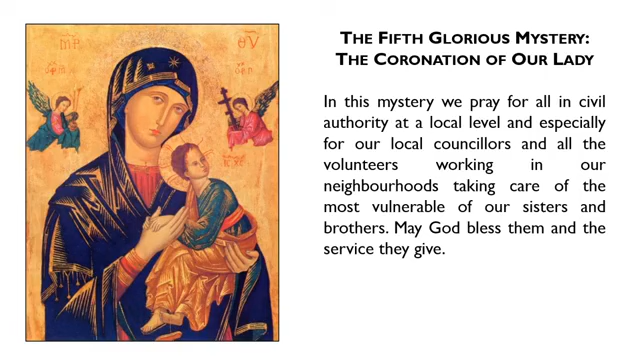 ΜΡ
ΘΥ
THE FIFTH GLORIOUS MYSTERY:
THE CORONATION OF OUR LADY
In this mystery we pray for all in civil
authority at a local level and especially
for our local councillors and all the
volunteers working in our
neighbourhoods taking care of the
most vulnerable of our sisters and
brothers. May God bless them and the
service they give.